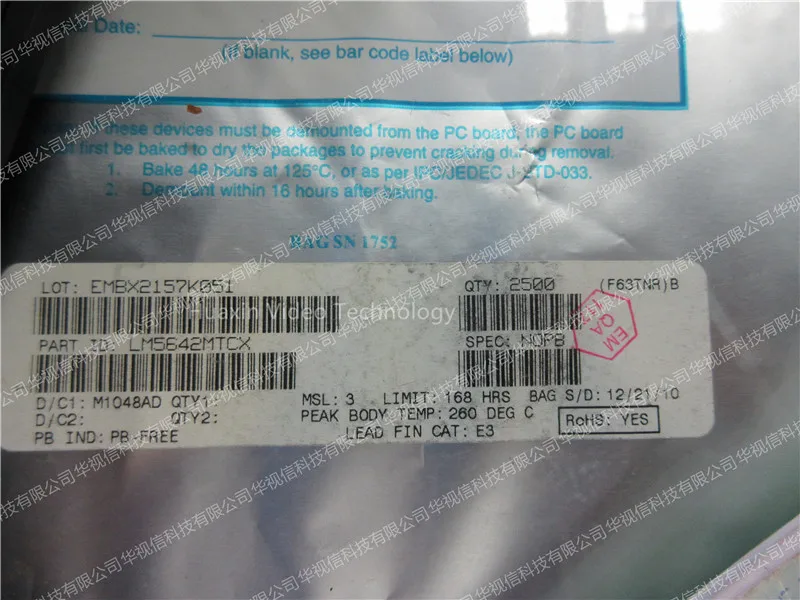 Date:
(if blank, see bar code label below)
these devices must be demounted from the PC board, the PC board
first be baked to dry the packages to prevent cracking during removal.
1. Bake 48 hours at 125°C, or as per IPC/JEDEC J-STD-033.
2. Demount within 16 hours after baking.
BAG SN 1752
LOT: EMBX2157K05I QTY: 2500 (F63TNR)B
Huaxin Video Technology
PART ID: LM5642MTCX SPEC: NOPB
EM
QA
D/C1: M1048AD QTY1: MSL: 3 LIMIT: 168 HRS BAG S/D: 12/21/10
D/C2: QTY2: PEAK BODY TEMP: 260 DEG C RoHS: YES
PB IND: PB-FREE LEAD FIN CAT: E3
华视信科技有限公司